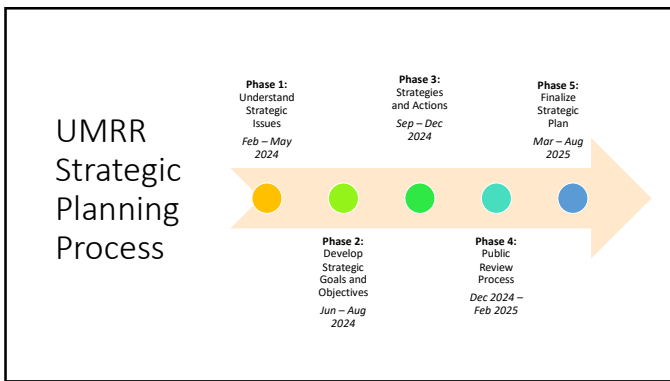 UMRR
Strategic
Planning
Process
Phase 1:
Understand
Strategic
Issues
Feb – May
2024
Phase 2:
Develop
Strategic
Goals and
Objectives
Jun – Aug
2024
Phase 3:
Strategies
and Actions
Sep – Dec
2024
Phase 4:
Public
Review
Process
Dec 2024 –
Feb 2025
Phase 5:
Finalize
Strategic
Plan
Mar – Aug
2025